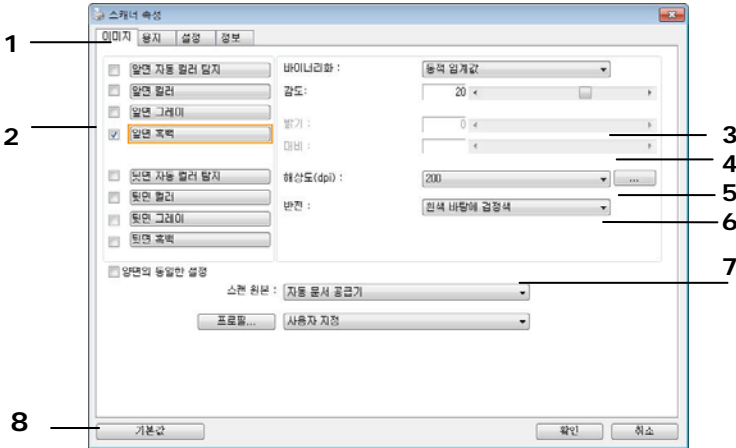 스캐너 속성
1
이미지 용지 설정 정보
앞면 자동 컬러 탐지
앞면 컬러
앞면 그레이
2
앞면 흑백
뒷면 자동 컬러 탐지
뒷면 컬러
뒷면 그레이
뒷면 흑백
바이너리화 : 동적 임계값
감도: 20
밝기 : 0
3
대비 :
4
해상도(dpi) : 200 ...
5
반전 : 흰색 바탕에 검정색
6
양면의 동일한 설정
7
스캔 원본 : 자동 문서 공급기
프로필... 사용자 지정
8
기본값 확인 취소